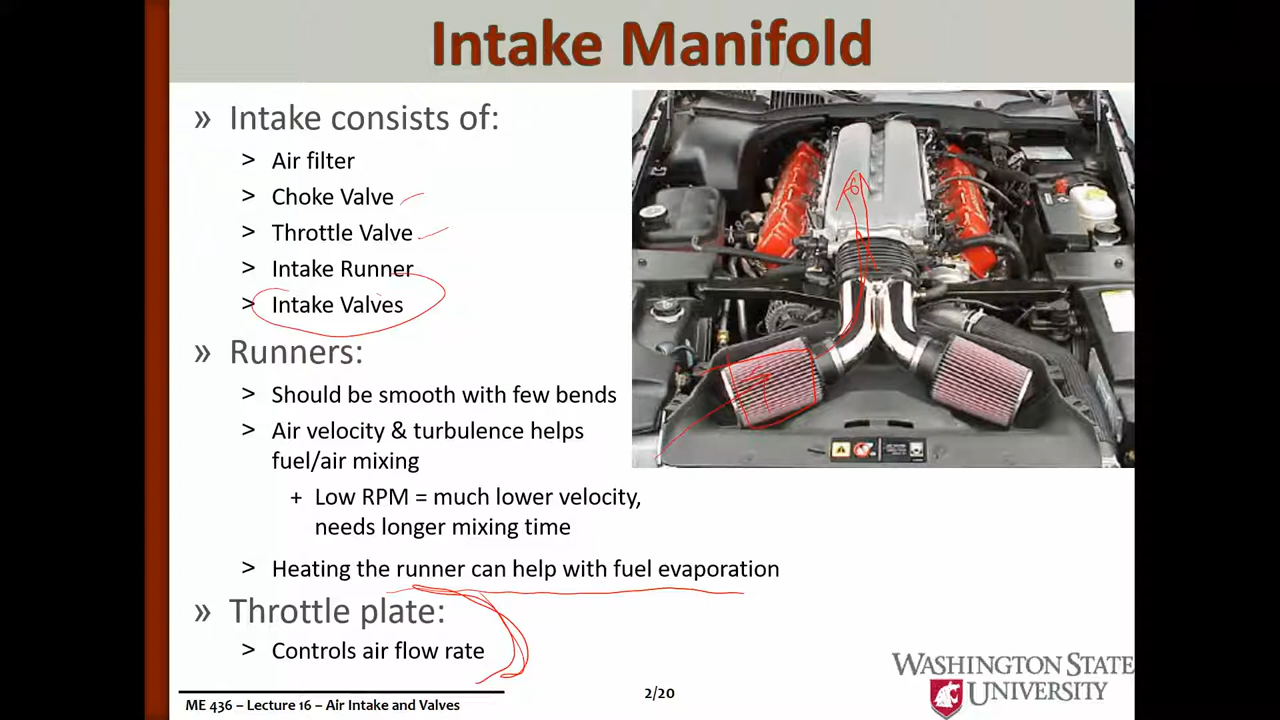 Intake Manifold
» Intake consists of:
> Air filter
> Choke Valve
> Throttle Valve
> Intake Runner
> Intake Valves
» Runners:
> Should be smooth with few bends
> Air velocity & turbulence helps
fuel/air mixing
+ Low RPM = much lower velocity,
needs longer mixing time
> Heating the runner can help with fuel evaporation
» Throttle plate:
> Controls air flow rate
ME 436 – Lecture 16 – Air Intake and Valves
2/20
WASHINGTON STATE
UNIVERSITY